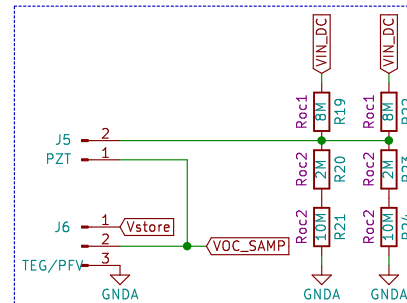 VIN_DC
VIN_DC
Roc1
8M
R19
Roc1
8M
J5
2
PZT
1
Roc2
2M
R20
Roc2
2M
J6
1
Vstore
2
VOC_SAMP
Roc2
10M
R21
Roc2
10M
TEG/PFV
3
GNDA
GNDA
GNDA